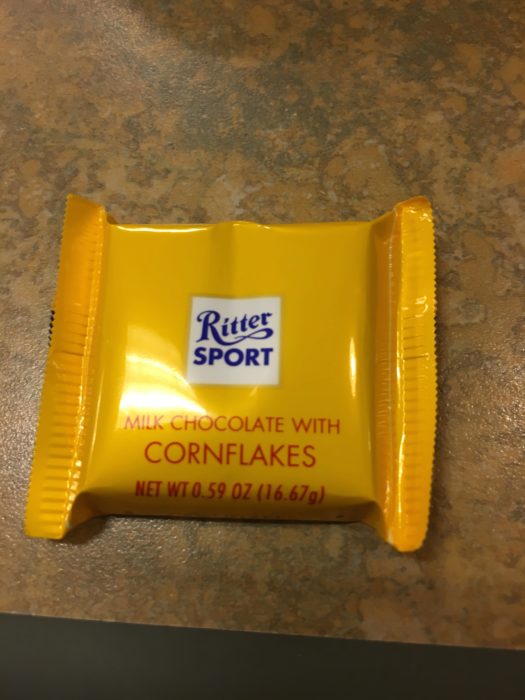 Ritter
SPORT
MILK CHOCOLATE WITH
CORNFLAKES
NET WT 0.59 OZ (16.67g)